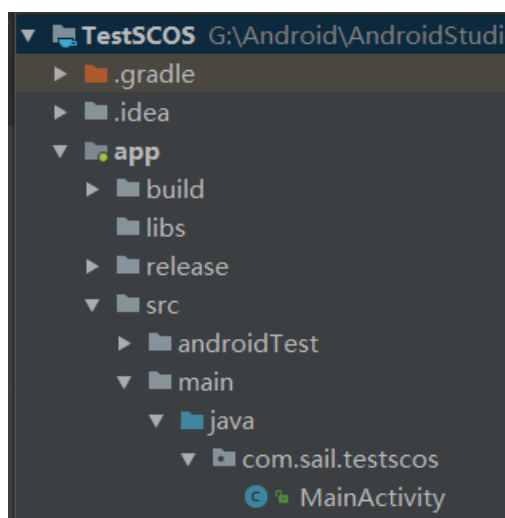 TestSCOS G:\Android\AndroidStudi
.gradle
.idea
app
build
libs
release
src
androidTest
main
java
com.sail.testscos
MainActivity